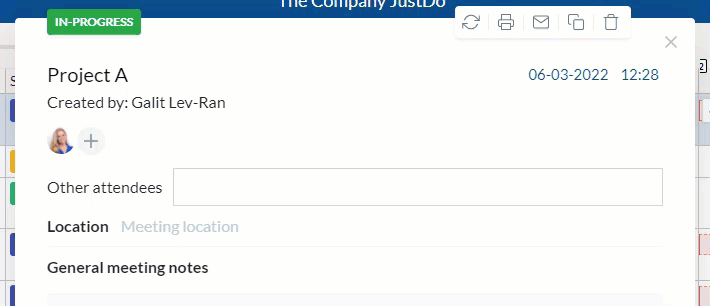 The Company JustDo
IN-PROGRESS
Project A
06-03-2022 12:28
Created by: Galit Lev-Ran
Other attendees
Location Meeting location
General meeting notes